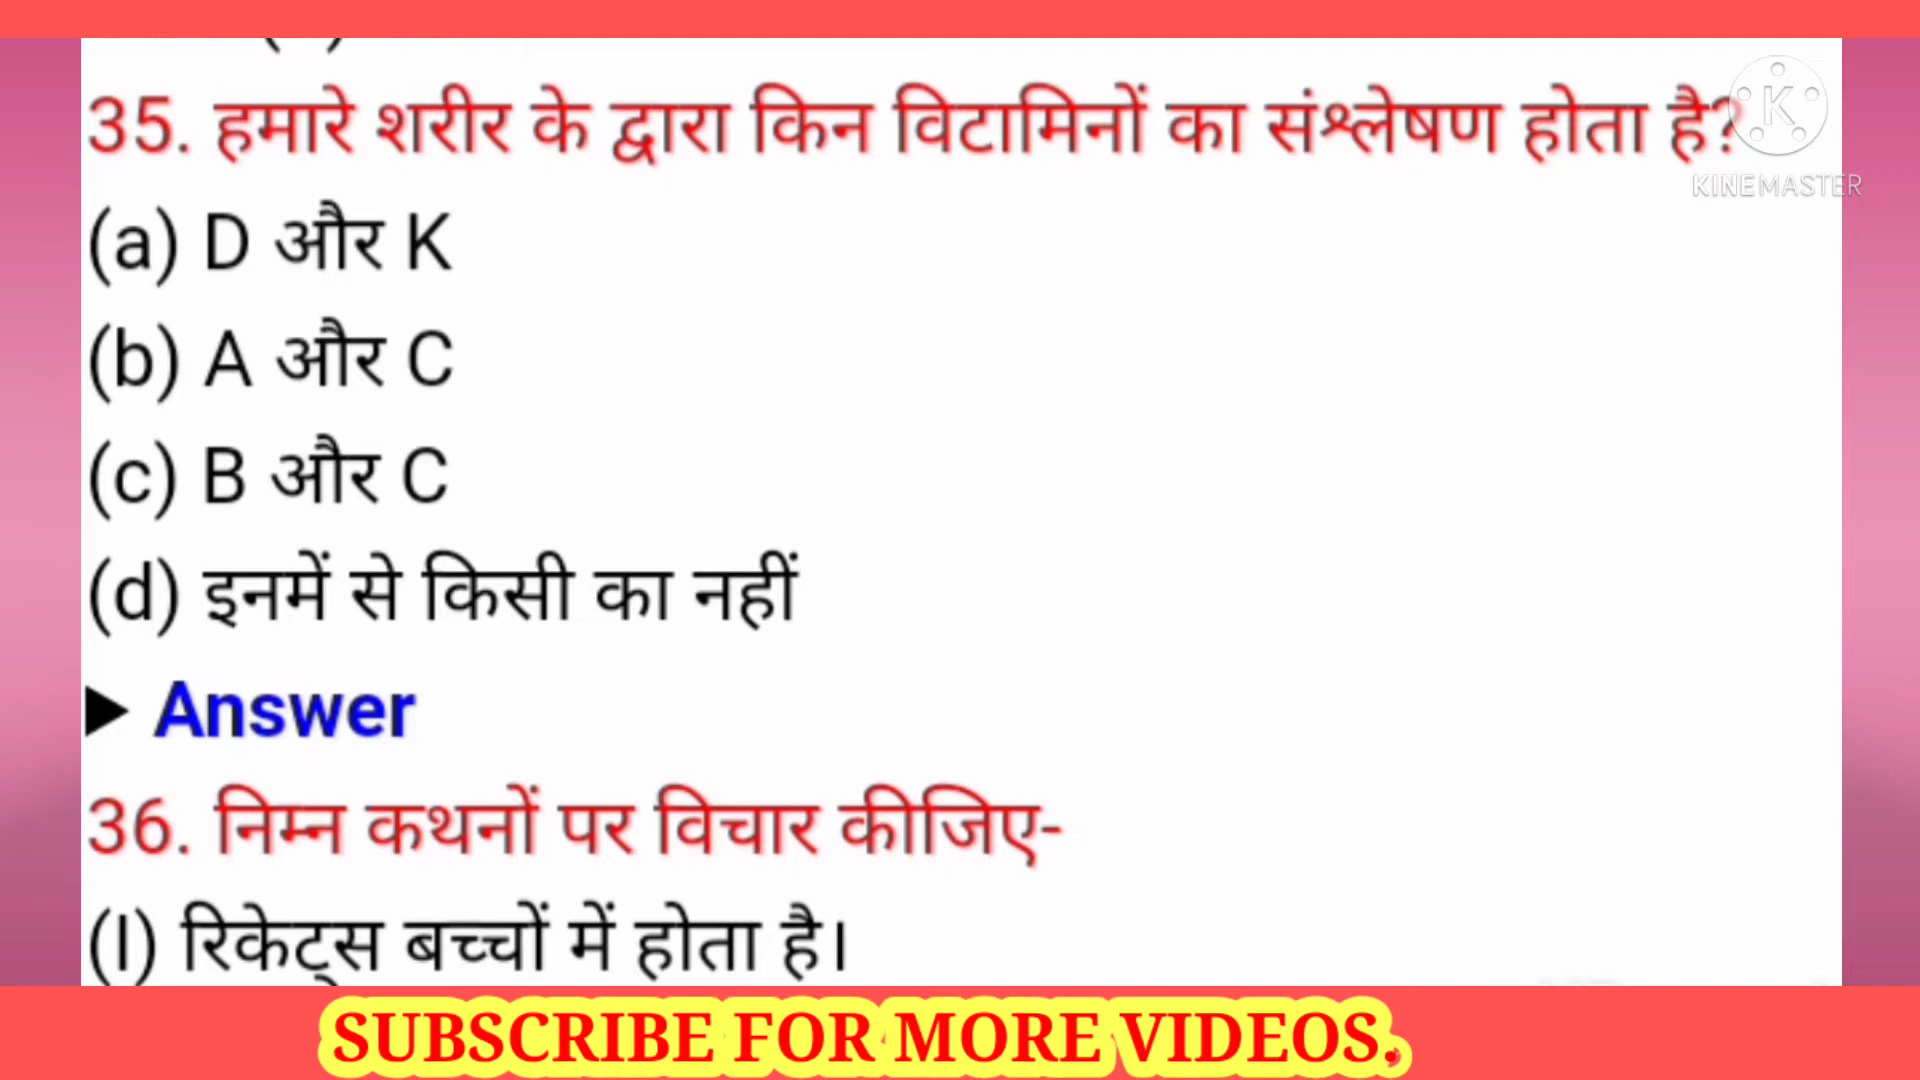 35. हमारे शरीर के द्वारा किन विटामिनों का संश्लेषण होता है?
KINEMASTER
(a) D और K
(b) A और C
(c) B और C
(d) इनमें से किसी का नहीं
▶ Answer
36. निम्न कथनों पर विचार कीजिए-
(I) रिकेट्स बच्चों में होता है।
SUBSCRIBE FOR MORE VIDEOS,